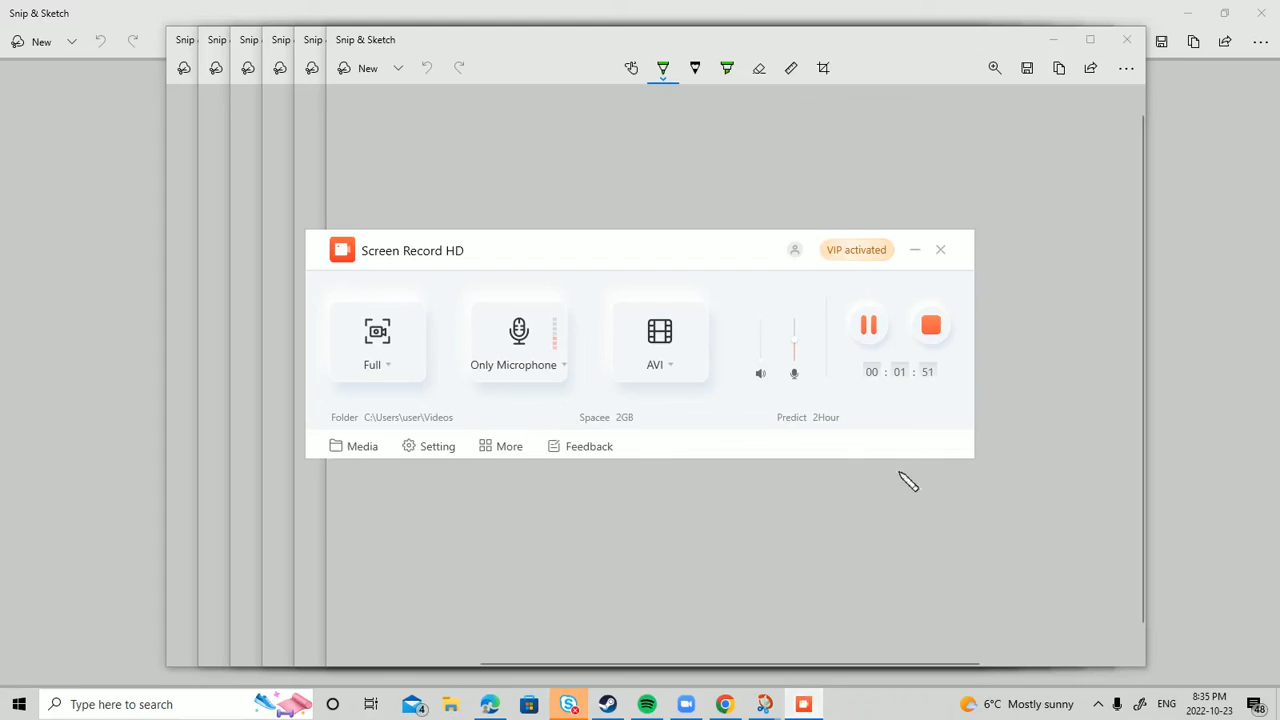 Snip & Sketch
New
Snip
Snip
Snip
Snip
Snip
Snip & Sketch
New
Screen Record HD
VIP activated
Full
Only Microphone
AVI
00 : 01 : 51
Folder C:\Users\user\Videos
Spacee 2GB
Predict 2Hour
Media
Setting
More
Feedback
Type here to search
4
6°C Mostly sunny
ENG
8:35 PM
2022-10-23
48